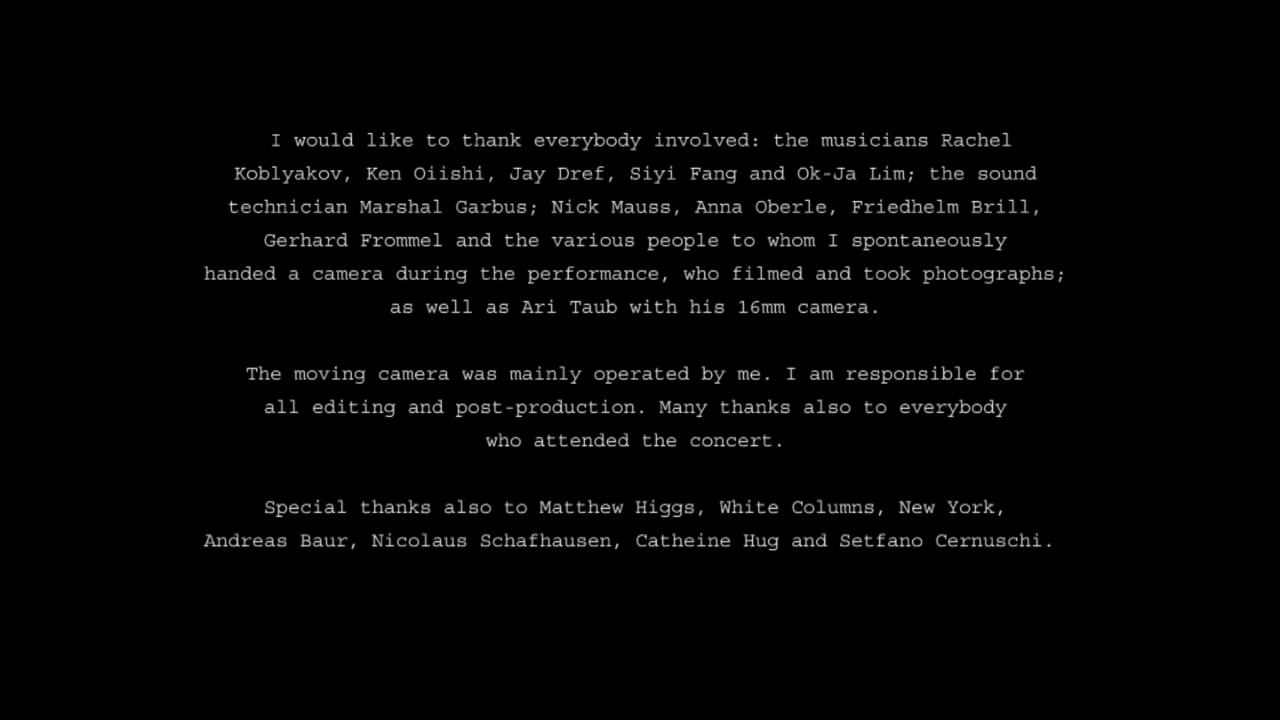 I would like to thank everybody involved: the musicians Rachel
Koblyakov, Ken Oiishi, Jay Dref, Siyi Fang and Ok-Ja Lim; the sound
technician Marshal Garbus; Nick Mauss, Anna Oberle, Friedhelm Brill,
Gerhard Frommel and the various people to whom I spontaneously
handed a camera during the performance, who filmed and took photographs;
as well as Ari Taub with his 16mm camera.
The moving camera was mainly operated by me. I am responsible for
all editing and post-production. Many thanks also to everybody
who attended the concert.
Special thanks also to Matthew Higgs, White Columns, New York,
Andreas Baur, Nicolaus Schafhausen, Catheine Hug and Setfano Cernuschi.